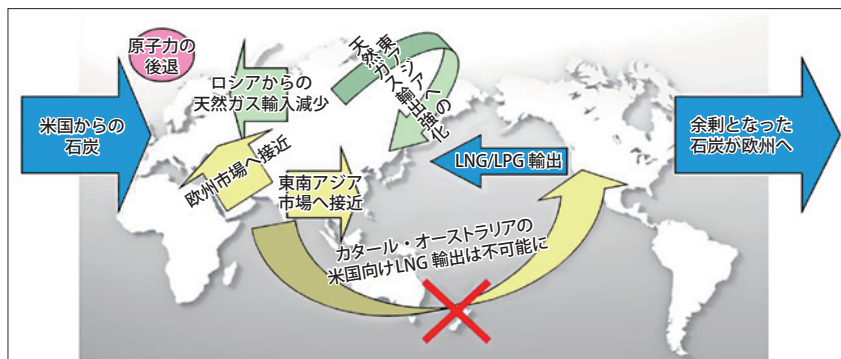 原子力の
後退
ロシアからの
天然ガス輸入減少
東アジアへの
天然ガス輸出強化
米国からの
石炭
欧州市場へ接近
東南アジア
市場へ接近
LNG/LPG 輸出
余剰となった
石炭が欧州へ
カタール・オーストラリアの
米国向けLNG 輸出は不可能に